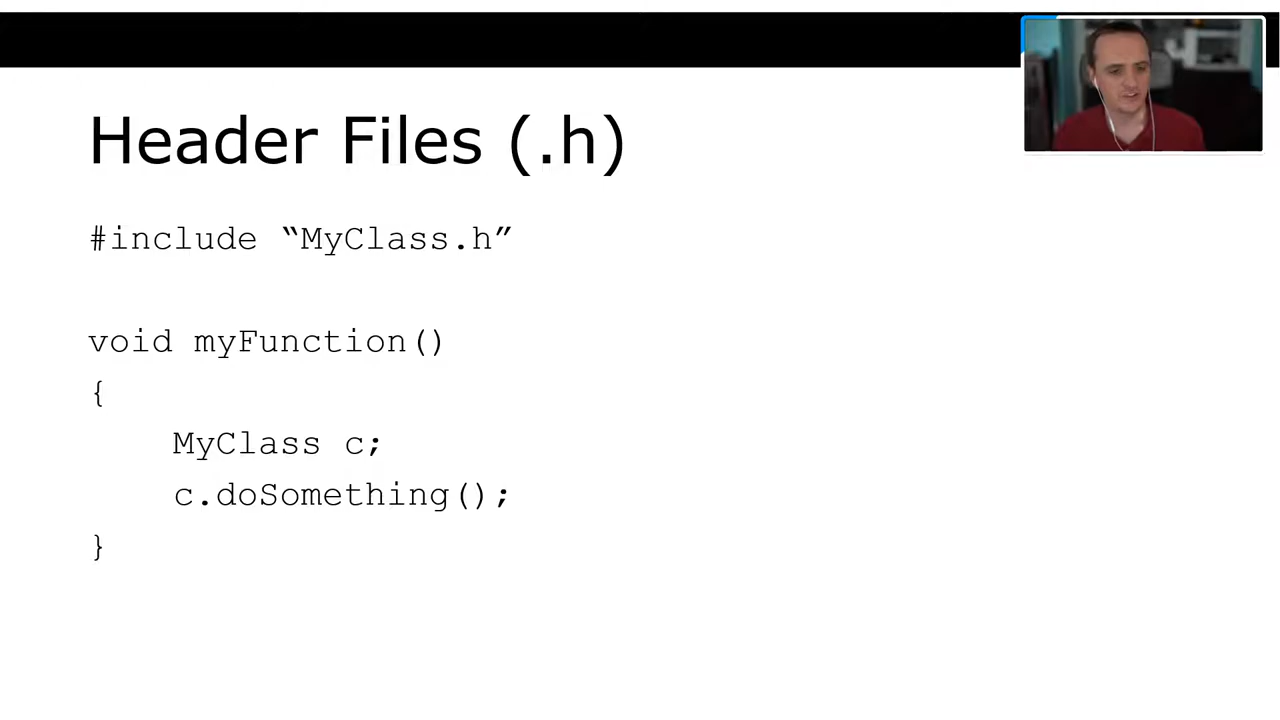 Header Files (.h)
#include “MyClass.h”
void myFunction()
{
MyClass c;
c.doSomething();
}